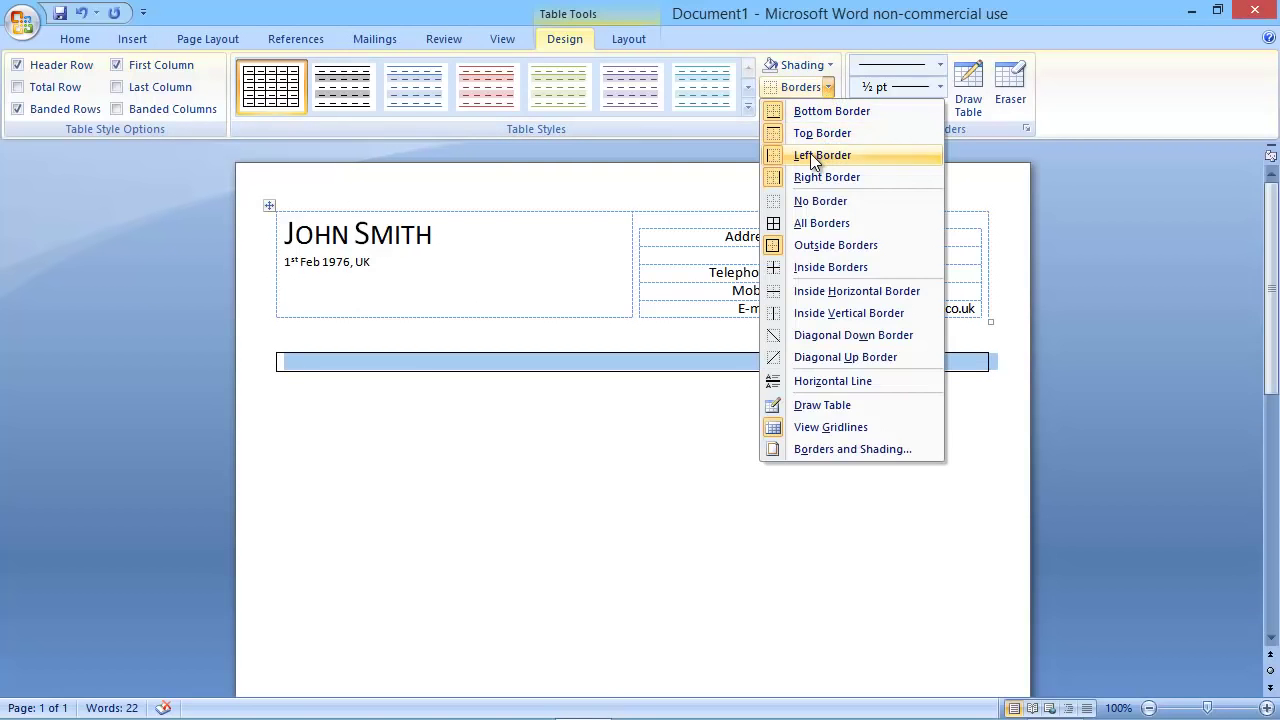 Table Tools
Document1 - Microsoft Word non-commercial use
Home
Insert
Page Layout
References
Mailings
Review
View
Design
Layout
Header Row
First Column
Total Row
Last Column
Banded Rows
Banded Columns
Table Style Options
Table Styles
Shading
Borders
½ pt
Draw
Table
Eraser
ders
Bottom Border
Top Border
Left Border
Right Border
No Border
All Borders
Outside Borders
Inside Borders
Inside Horizontal Border
Inside Vertical Border
Diagonal Down Border
Diagonal Up Border
Horizontal Line
Draw Table
View Gridlines
Borders and Shading...
JOHN SMITH
1st Feb 1976, UK
Addre
Telepho
Mob
E-m
co.uk
Page: 1 of 1
Words: 22
100%